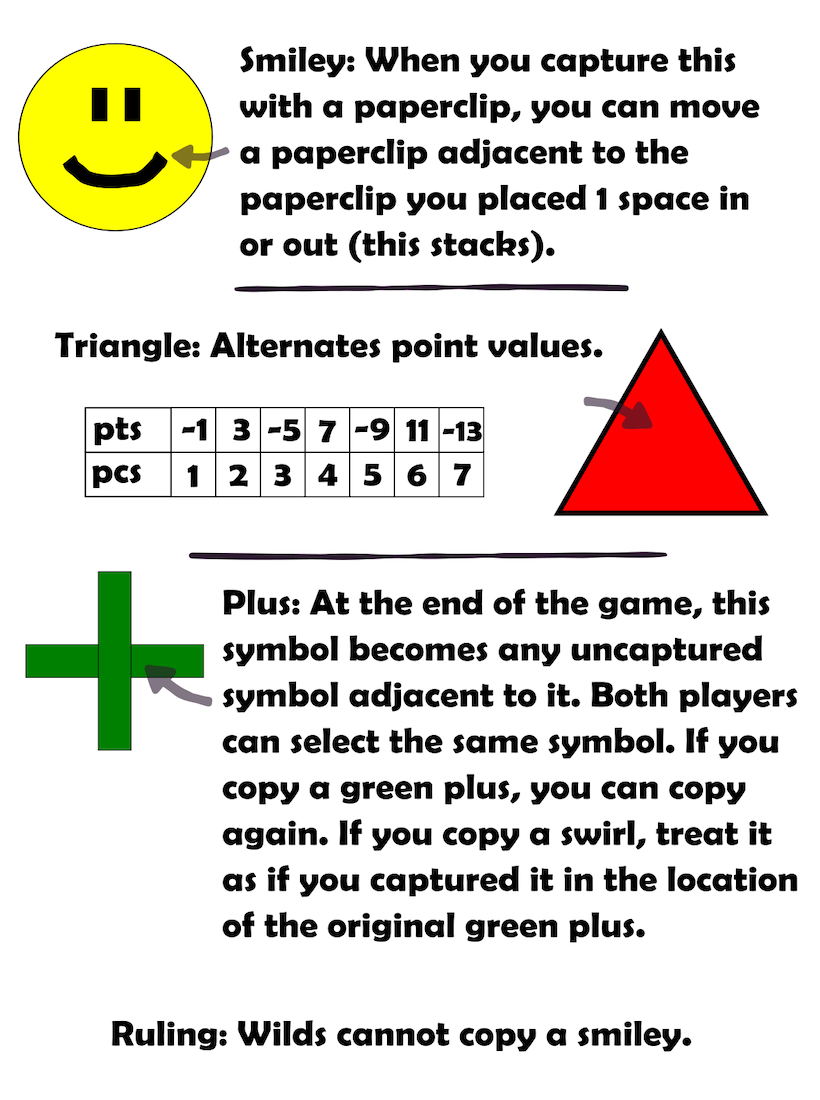 Smiley: When you capture this
with a paperclip, you can move
a paperclip adjacent to the
paperclip you placed 1 space in
or out (this stacks).
Triangle: Alternates point values.
pts -1 3 -5 7 -9 11 -13
pcs 1 2 3 4 5 6 7
Plus: At the end of the game, this
symbol becomes any uncaptured
symbol adjacent to it. Both players
can select the same symbol. If you
copy a green plus, you can copy
again. If you copy a swirl, treat it
as if you captured it in the location
of the original green plus.
Ruling: Wilds cannot copy a smiley.